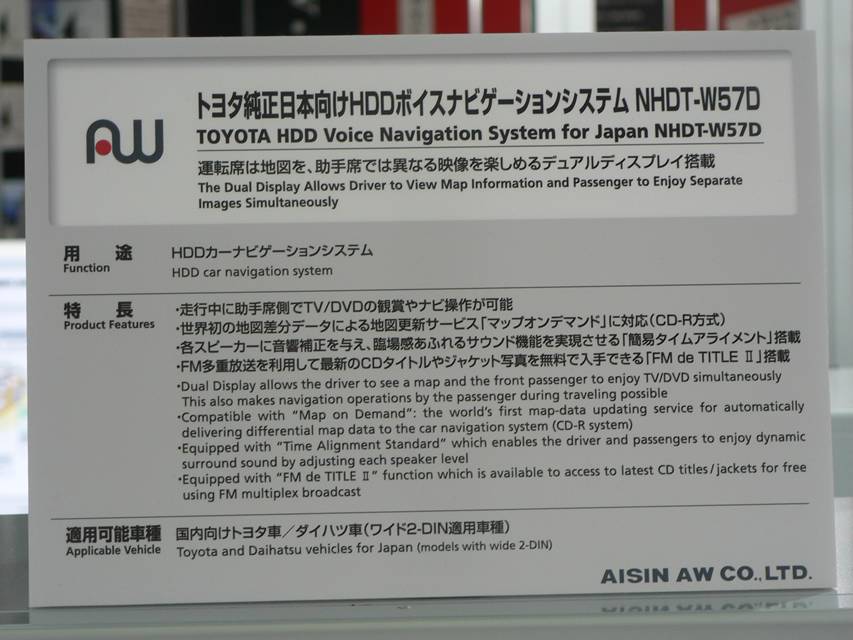 AW
トヨタ純正日本向けHDDボイスナビゲーションシステム NHDT-W57D
TOYOTA HDD Voice Navigation System for Japan NHDT-W57D
運転席は地図を、助手席では異なる映像を楽しめるデュアルディスプレイ搭載
The Dual Display Allows Driver to View Map Information and Passenger to Enjoy Separate
Images Simultaneously
用 途 HDDカーナビゲーションシステム
Function HDD car navigation system
特 長
Product Features
・走行中に助手席側でTV/DVDの観賞やナビ操作が可能
・世界初の地図差分データによる地図更新サービス「マップオンデマンド」に対応(CD-R方式)
・各スピーカーに音響補正を与え、臨場感あふれるサウンド機能を実現させる「簡易タイムアライメント」搭載
・FM多重放送を利用して最新のCDタイトルやジャケット写真を無料で入手できる「FM de TITLE Ⅱ」搭載
・Dual Display allows the driver to see a map and the front passenger to enjoy TV/DVD simultaneously
This also makes navigation operations by the passenger during traveling possible
・Compatible with “Map on Demand”: the world’s first map-data updating service for automatically
delivering differential map data to the car navigation system (CD-R system)
・Equipped with “Time Alignment Standard” which enables the driver and passengers to enjoy dynamic
surround sound by adjusting each speaker level
・Equipped with “FM de TITLE Ⅱ” function which is available to access to latest CD titles/jackets for free
using FM multiplex broadcast
適用可能車種 国内向けトヨタ車／ダイハツ車(ワイド2-DIN適用車種)
Applicable Vehicle Toyota and Daihatsu vehicles for Japan (models with wide 2-DIN)
AISIN AW CO.,LTD.